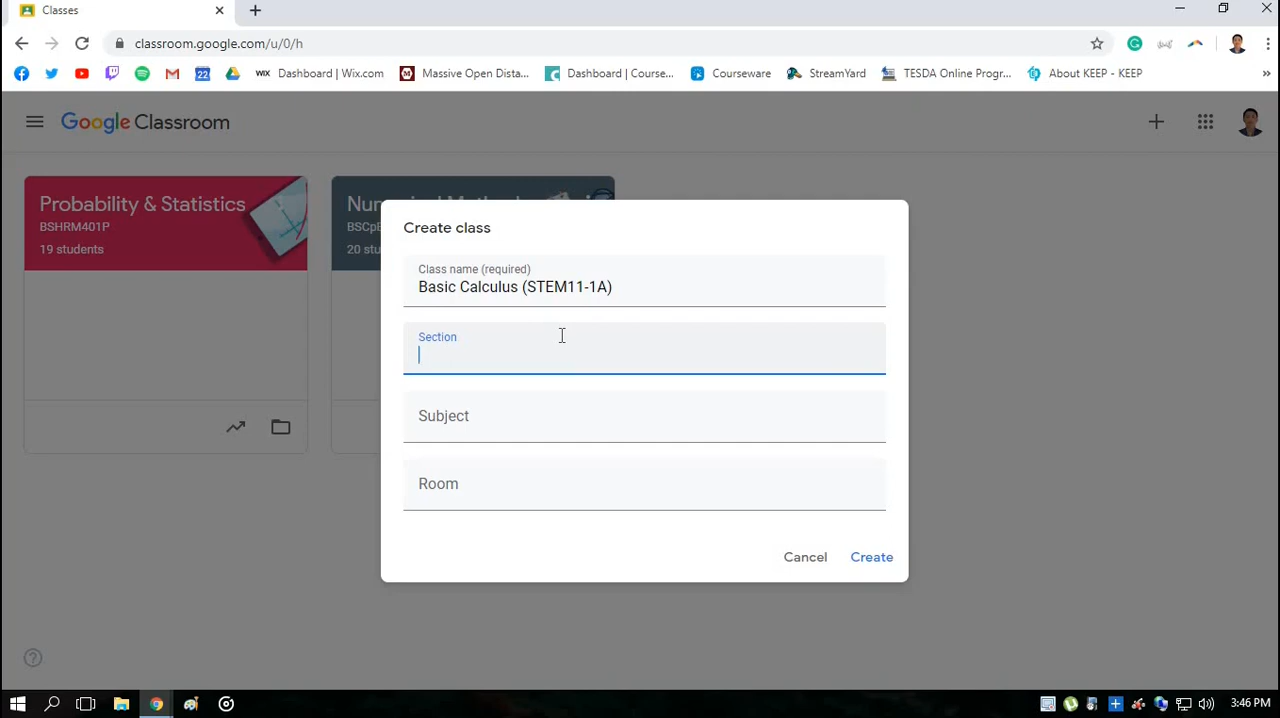 Classes
classroom.google.com/u/0/h
22
WIX Dashboard | Wix.com
Massive Open Dista...
Dashboard | Course...
Courseware
StreamYard
TESDA Online Progr...
About KEEP - KEEP
»
Google Classroom
Probability & Statistics
BSHRM401P
19 students
20 stu
Create class
Class name (required)
Basic Calculus (STEM11-1A)
Section
Subject
Room
Cancel
Create
3:46 PM